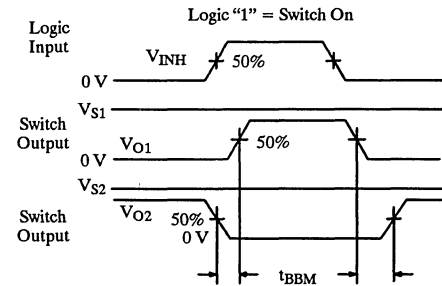 Logic "1" = Switch On
Logic
Input
V_INH
50%
0 V
V_S1
Switch
Output
V_O1
50%
0 V
V_S2
V_O2
Switch
Output
50%
0 V
t_BBM